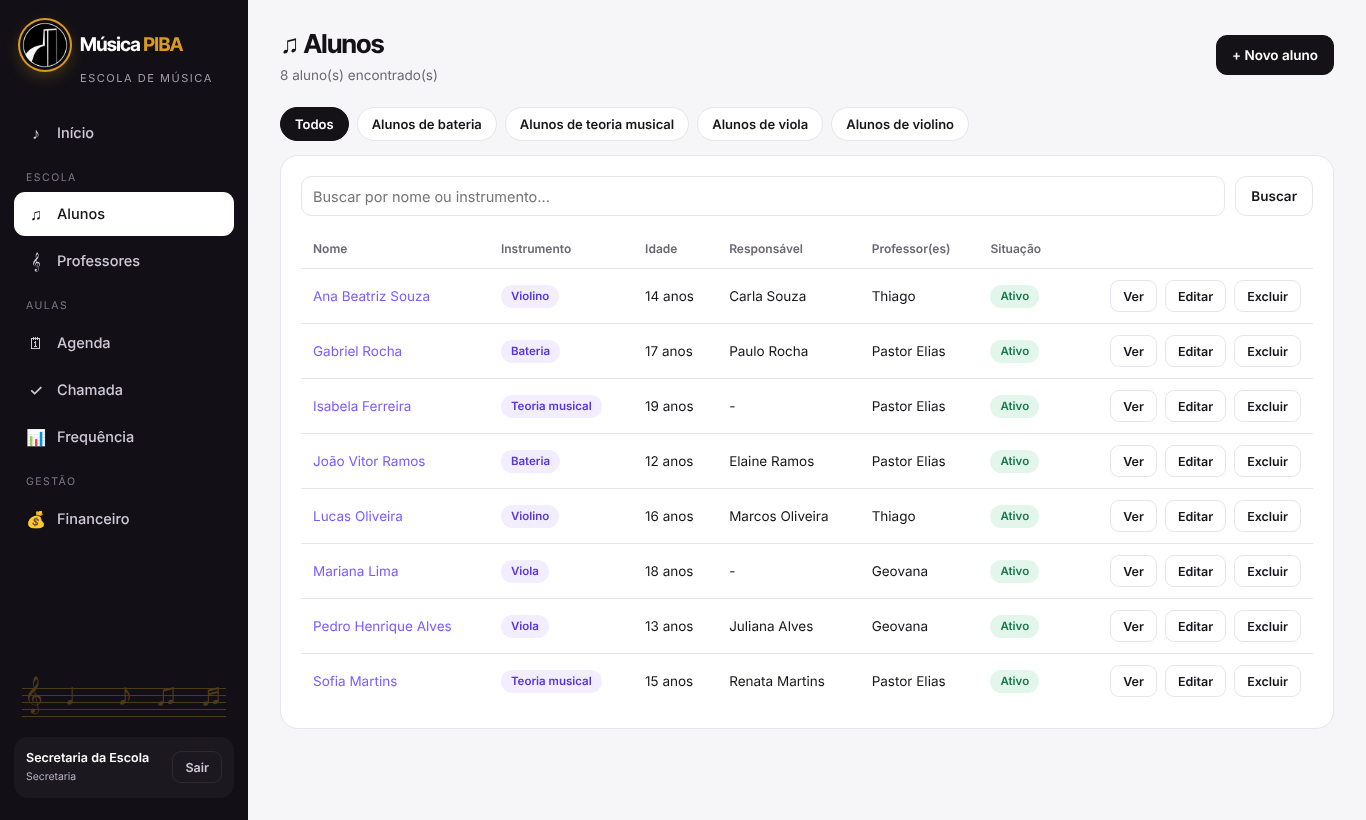 Música PIBA
ESCOLA DE MÚSICA
Início
ESCOLA
Alunos
Professores
AULAS
Agenda
Chamada
Frequência
GESTÃO
Financeiro
Secretaria da Escola
Secretaria
Sair
Alunos
8 aluno(s) encontrado(s)
+ Novo aluno
Todos Alunos de bateria Alunos de teoria musical Alunos de viola Alunos de violino
Buscar por nome ou instrumento... Buscar
Nome Instrumento Idade Responsável Professor(es) Situação
Ana Beatriz Souza Violino 14 anos Carla Souza Thiago Ativo Ver Editar Excluir
Gabriel Rocha Bateria 17 anos Paulo Rocha Pastor Elias Ativo Ver Editar Excluir
Isabela Ferreira Teoria musical 19 anos - Pastor Elias Ativo Ver Editar Excluir
João Vitor Ramos Bateria 12 anos Elaine Ramos Pastor Elias Ativo Ver Editar Excluir
Lucas Oliveira Violino 16 anos Marcos Oliveira Thiago Ativo Ver Editar Excluir
Mariana Lima Viola 18 anos - Geovana Ativo Ver Editar Excluir
Pedro Henrique Alves Viola 13 anos Juliana Alves Geovana Ativo Ver Editar Excluir
Sofia Martins Teoria musical 15 anos Renata Martins Pastor Elias Ativo Ver Editar Excluir